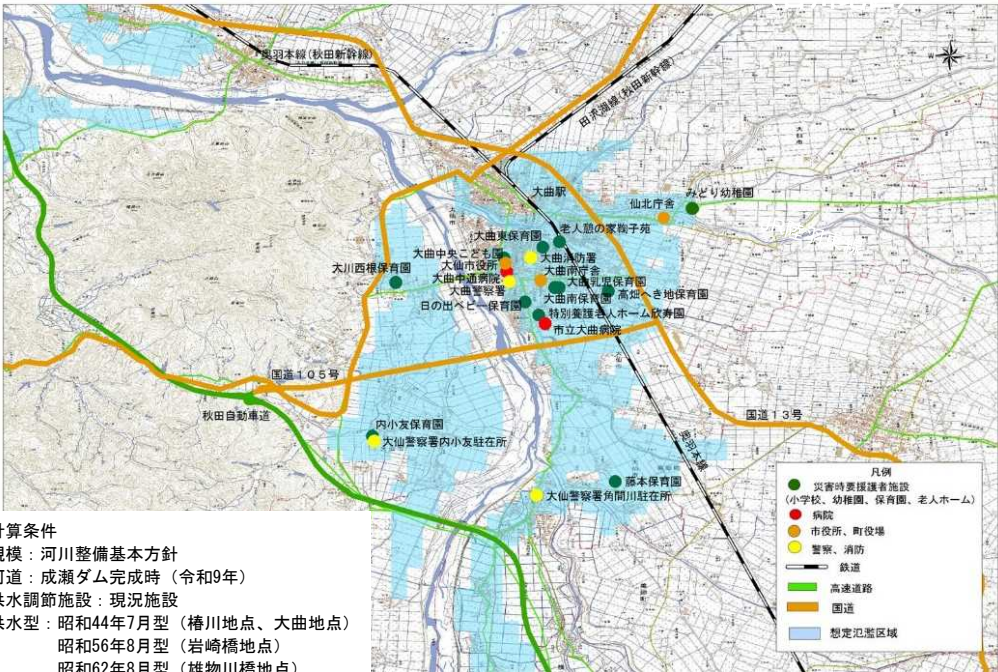 奥羽本線(秋田新幹線)
田沢湖線(秋田新幹線)
大曲駅
仙北庁舎
みどり幼稚園
老人憩の家鞠子苑
大曲東保育園
大曲中央こども園
大曲消防署
大仙市役所
大曲南庁舎
大川西根保育園
大曲中通病院
大曲乳児保育園
大曲警察署
大曲南保育園
高畑へき地保育園
日の出ベビー保育園
特別養護老人ホーム欣寿園
市立大曲病院
国道105号
秋田自動車道
国道13号
奥羽本線
内小友保育園
大仙警察署内小友駐在所
藤本保育園
大仙警察署角間川駐在所
凡例
災害時要援護者施設
(小学校、幼稚園、保育園、老人ホーム)
病院
市役所、町役場
警察、消防
鉄道
高速道路
国道
想定氾濫区域
計算条件
規模：河川整備基本方針
河道：成瀬ダム完成時（令和9年）
洪水調節施設：現況施設
洪水型：昭和44年7月型（椿川地点、大曲地点）
昭和56年8月型（岩崎橋地点）
昭和62年8月型（雄物川橋地点）